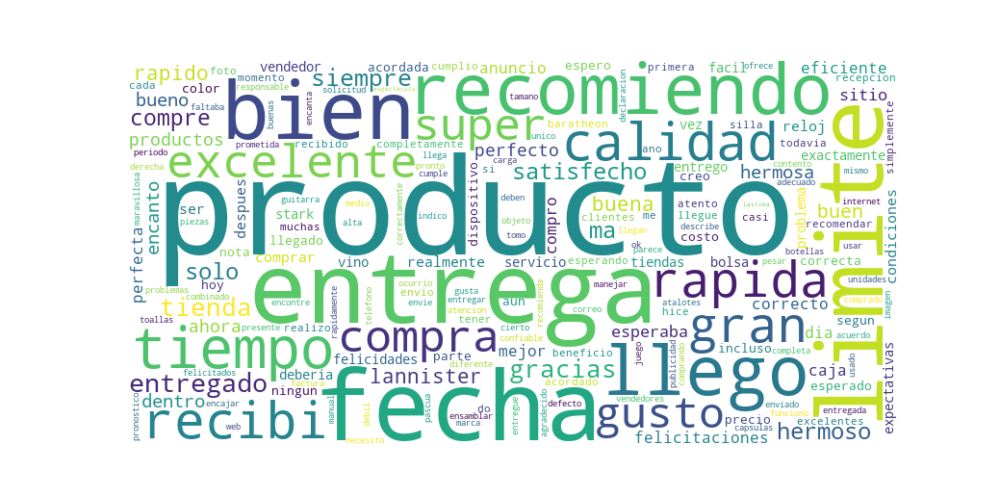 producto
entrega
fecha
bien
recomiendo
calidad
limite
llego
tiempo
excelente
super
rapida
gran
compra
recibi
gusto
tienda
entregado
gracias
satisfecho
siempre
lannister
solo
buena
ma
buen
hermoso
hermosa
compre
bueno
rapido
productos
perfecto
eficiente
felicitaciones
anuncio
vendedor
acordada
cumplio
espero
primera
facil
sitio
recepcion
ofrece
cada
foto
momento
responsable
solicitud
espectacular
color
faltaba
buenas
encanta
tamano
declaracion
baratheon
unico
vez
silla
reloj
todavia
exactamente
simplemente
periodo
prometida
recibido
completamente
llega
pronto
cumple
carga
si
creo
entrego
ano
contento
mismo
adecuado
internet
derecha
maravillosa
encanto
piezas
ser
despues
stark
muchas
guitarra
alta
medio
correctamente
indico
dispositivo
deben
objeto
tomo
compro
clientes
me
llegan
atento
llegue
describe
costo
casi
lastima
problema
recomendar
usar
botellas
condiciones
perfecta
nota
llegado
comprar
vino
realmente
servicio
esperando
ok
parece
tiendas
bolsa
pesar
correcta
unidades
imagen
problemas
hoy
combinado
encontre
ocurrio
gusta
envio
envie
aun
entregar
manejar
atalotes
hice
comprado
correcto
toallas
ahora
presente
realizo
rapidamente
telefono
tener
atencion
confiable
cierto
recomienda
correo
esperaba
dia
segun
acuerdo
felicidades
parte
mejor
diferente
beneficio
juego
publicidad
comprando
incluso
completa
caja
usado
esperado
expectativas
felicitados
deberia
ningun
factura
dentro
encajar
web
pronostico
manual
debil
necesito
pascua
ensamblar
marca
do
acordado
entregue
agradecido
defecto
vendedores
precio
capsulas
enviado
funciono
excelentes
entregada